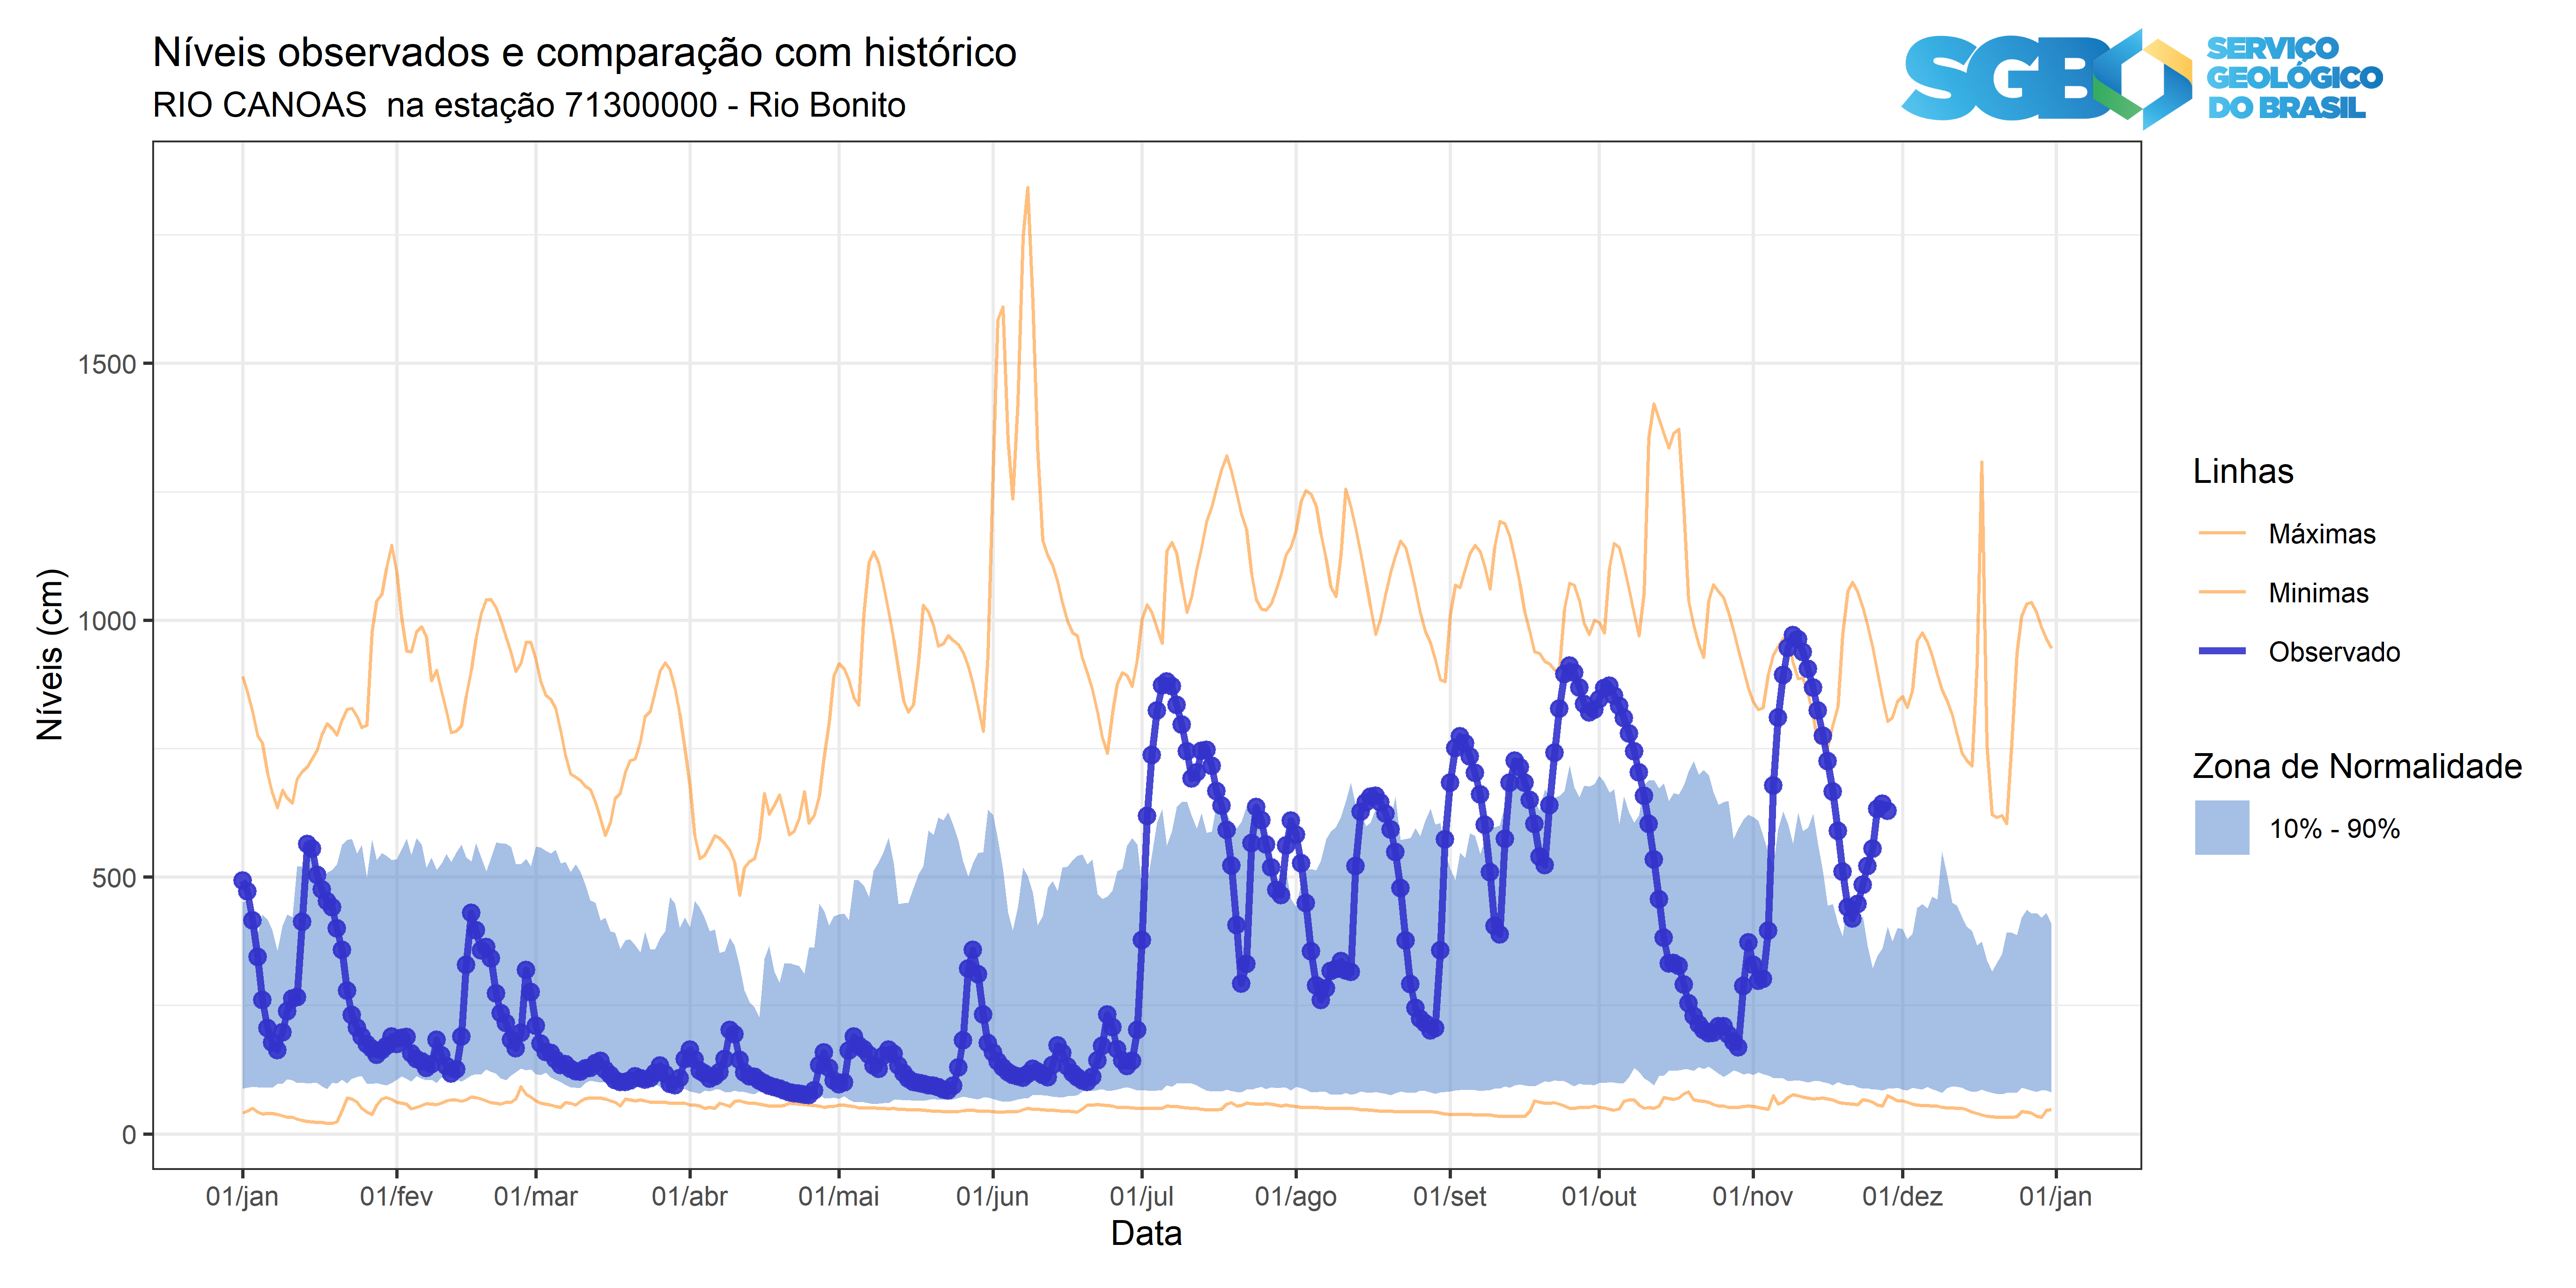 Níveis observados e comparação com histórico
RIO CANOAS  na estação 71300000 - Rio Bonito
SGB
SERVIÇO
GEOLÓGICO
DO BRASIL
Níveis (cm)
1500
1000
500
0
01/jan
01/fev
01/mar
01/abr
01/mai
01/jun
01/jul
01/ago
01/set
01/out
01/nov
01/dez
01/jan
Data
Linhas
Máximas
Minimas
Observado
Zona de Normalidade
10% - 90%